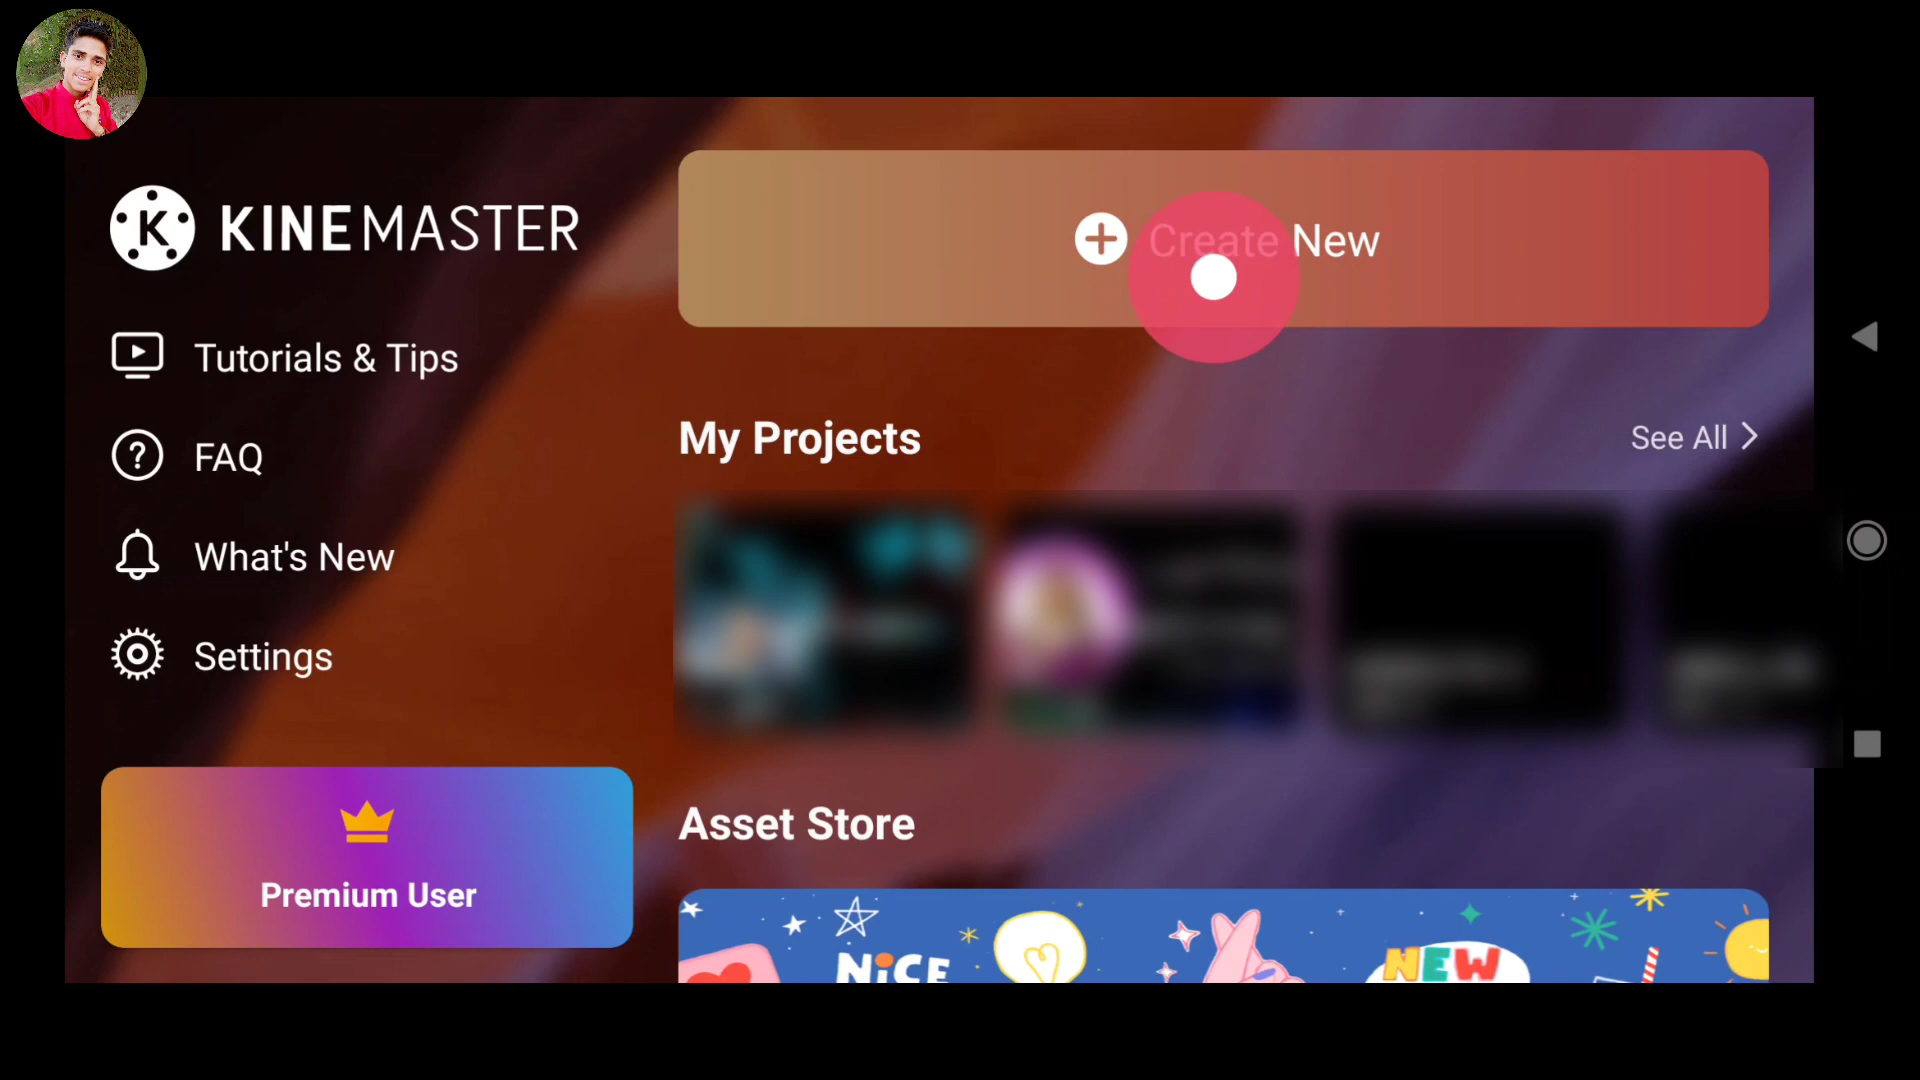 KINEMASTER
Tutorials & Tips
FAQ
What's New
Settings
Premium User
Create New
My Projects
See All
Asset Store
NiCE
NEW